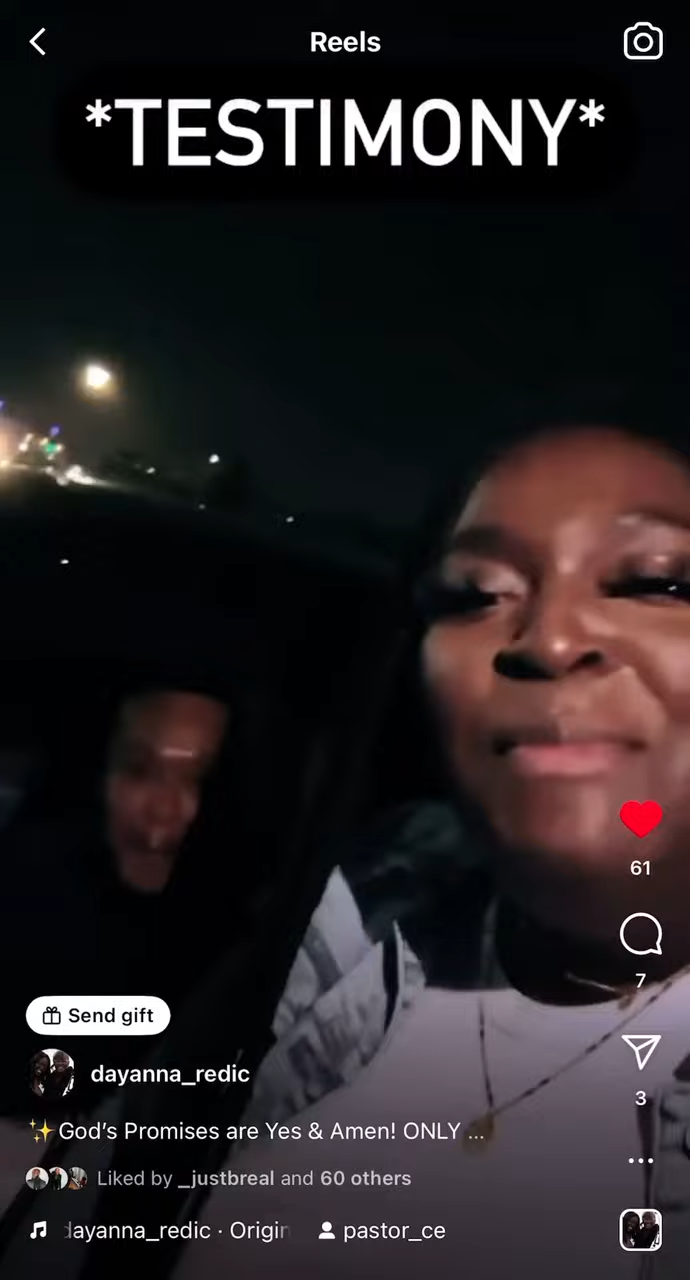 Reels
*TESTIMONY*
61
7
Send gift
dayanna_redic
3
✨God’s Promises are Yes & Amen! ONLY ...
Liked by _justbreal and 60 others
dayanna_redic · Origin
pastor_ce